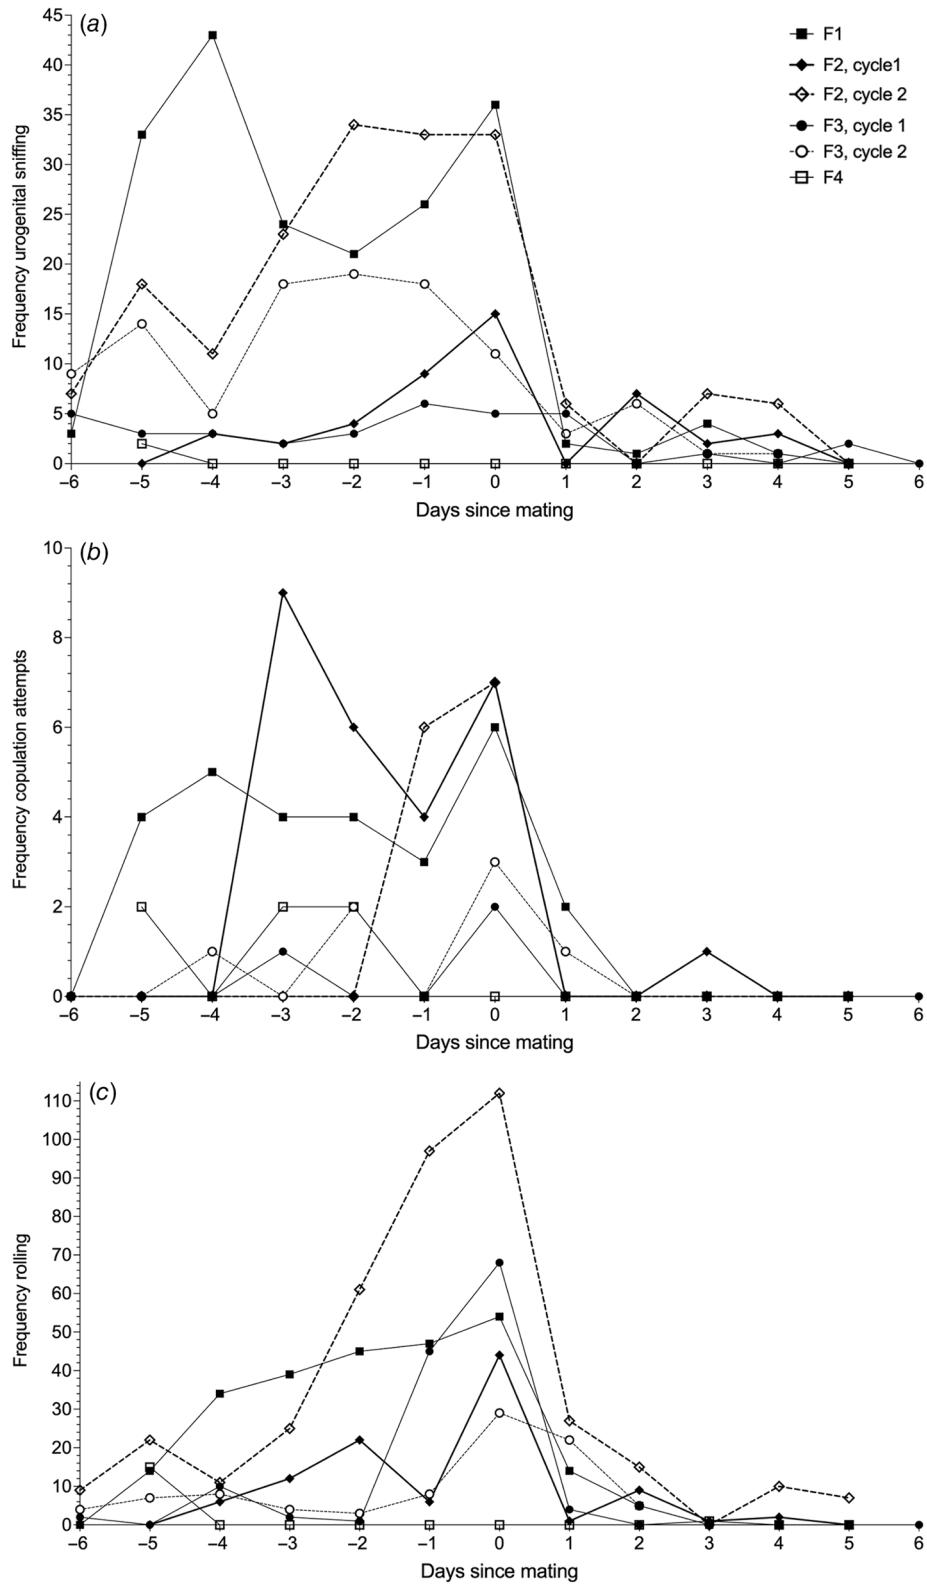 (a)
F1
F2, cycle1
F2, cycle 2
F3, cycle 1
F3, cycle 2
F4
Frequency urogenital sniffing
45
40
35
30
25
20
15
10
5
0
–6 –5 –4 –3 –2 –1 0 1 2 3 4 5 6
Days since mating
(b)
Frequency copulation attempts
10
8
6
4
2
0
–6 –5 –4 –3 –2 –1 0 1 2 3 4 5 6
Days since mating
(c)
Frequency rolling
110
100
90
80
70
60
50
40
30
20
10
0
–6 –5 –4 –3 –2 –1 0 1 2 3 4 5 6
Days since mating